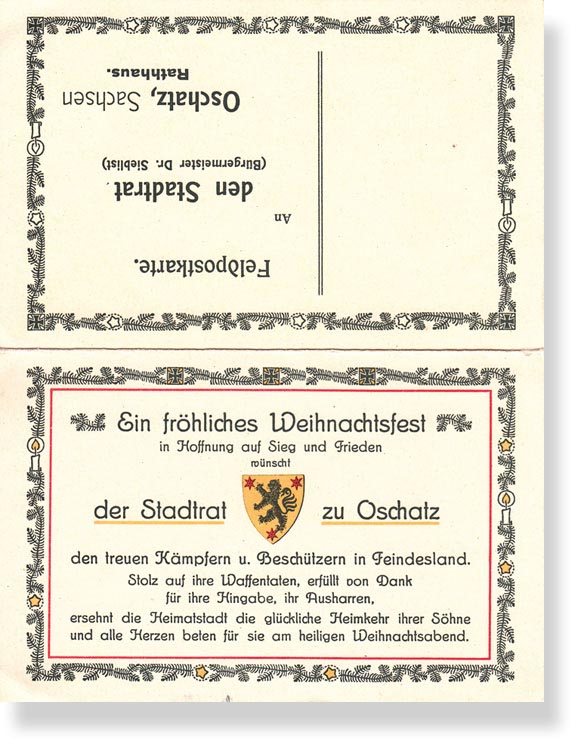 Feldpostkarte.
An
den Stadtrat
(Bürgermeister Dr. Sieblist)
Oschatz, Sachsen
Rathhaus.
Ein fröhliches Weihnachtsfest
in Hoffnung auf Sieg und Frieden
wünscht
der Stadtrat zu Oschatz
den treuen Kämpfern u. Beschützern in Feindesland.
Stolz auf ihre Waffentaten, erfüllt von Dank
für ihre Hingabe, ihr Ausharren,
ersehnt die Heimatstadt die glückliche Heimkehr ihrer Söhne
und alle Herzen beten für sie am heiligen Weihnachtsabend.